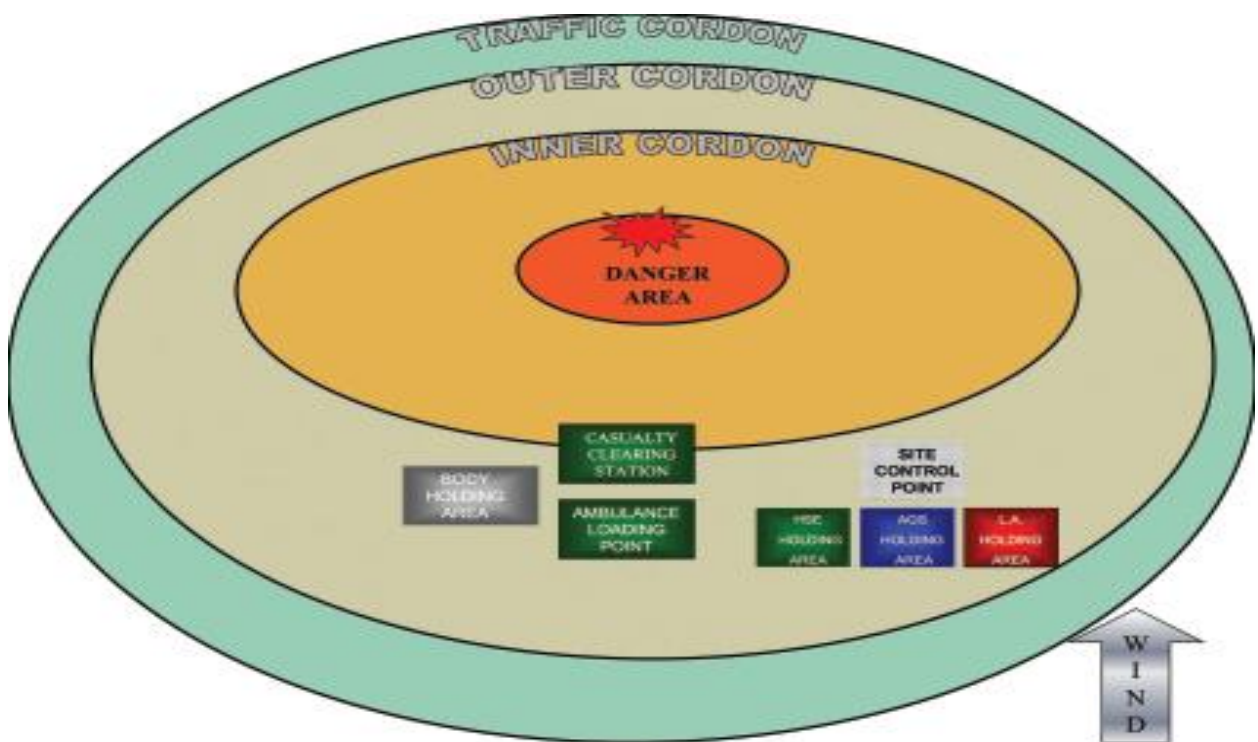 TRAFFIC CORDON
OUTER CORDON
INNER CORDON
DANGER
AREA
CASUALTY
CLEARING
STATION
BODY
HOLDING
AREA
AMBULANCE
LOADING
POINT
SITE
CONTROL
POINT
HSE
HOLDING
AREA
AGS
HOLDING
AREA
L.A.
HOLDING
AREA
WIND